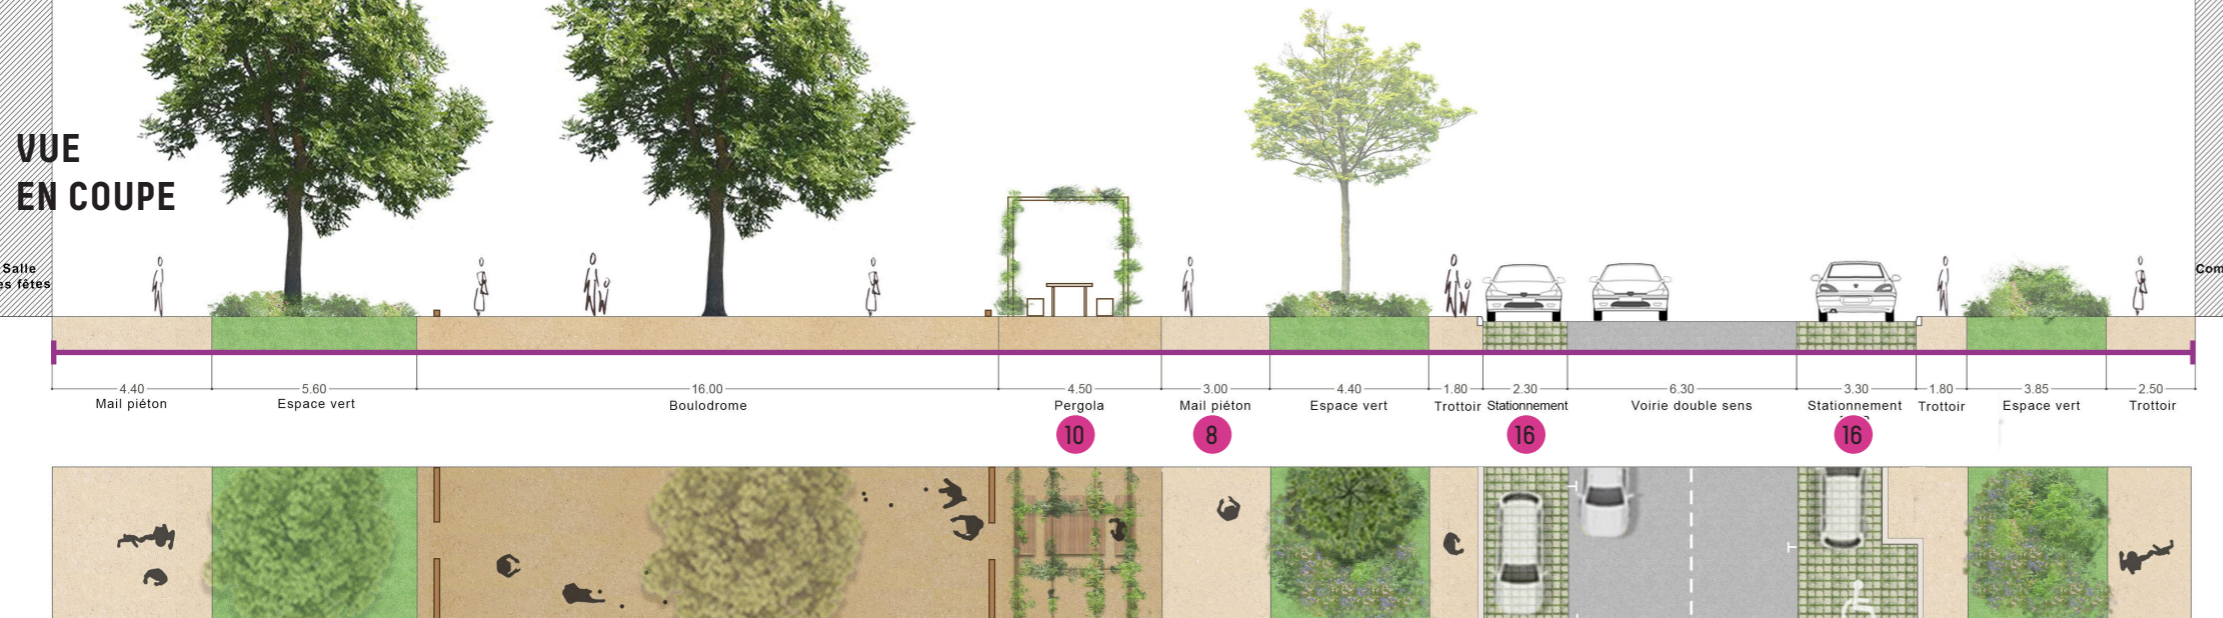 VUE
EN COUPE
Salle
es fêtes
Com
4.40 5.60 16.00 4.50 3.00 4.40 1.80 2.30 6.30 3.30 1.80 3.85 2.50
Mail piéton Espace vert Boulodrome Pergola Mail piéton Espace vert Trottoir Stationnement Voirie double sens Stationnement Trottoir Espace vert Trottoir
10 8 16 16